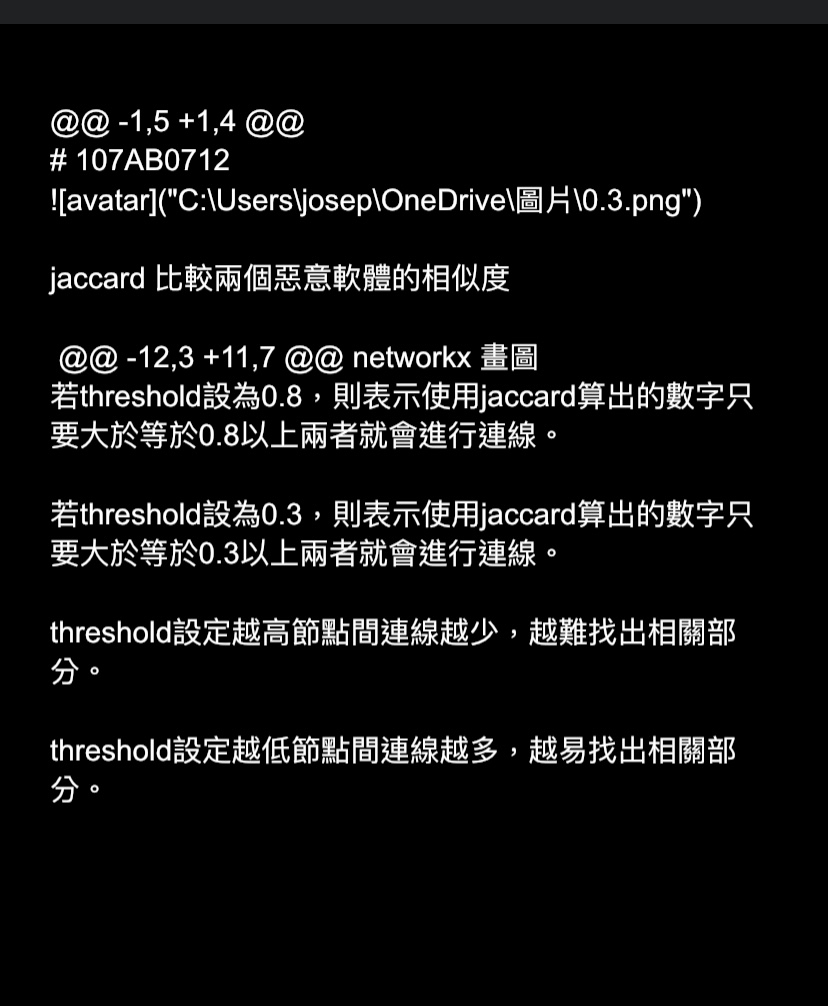 @@ -1,5 +1,4 @@
# 107AB0712
![avatar]("C:\Users\josep\OneDrive\圖片\0.3.png")
jaccard 比較兩個惡意軟體的相似度
@@ -12,3 +11,7 @@ networkx 畫圖
若threshold設為0.8，則表示使用jaccard算出的數字只
要大於等於0.8以上兩者就會進行連線。
若threshold設為0.3，則表示使用jaccard算出的數字只
要大於等於0.3以上兩者就會進行連線。
threshold設定越高節點間連線越少，越難找出相關部
分。
threshold設定越低節點間連線越多，越易找出相關部
分。